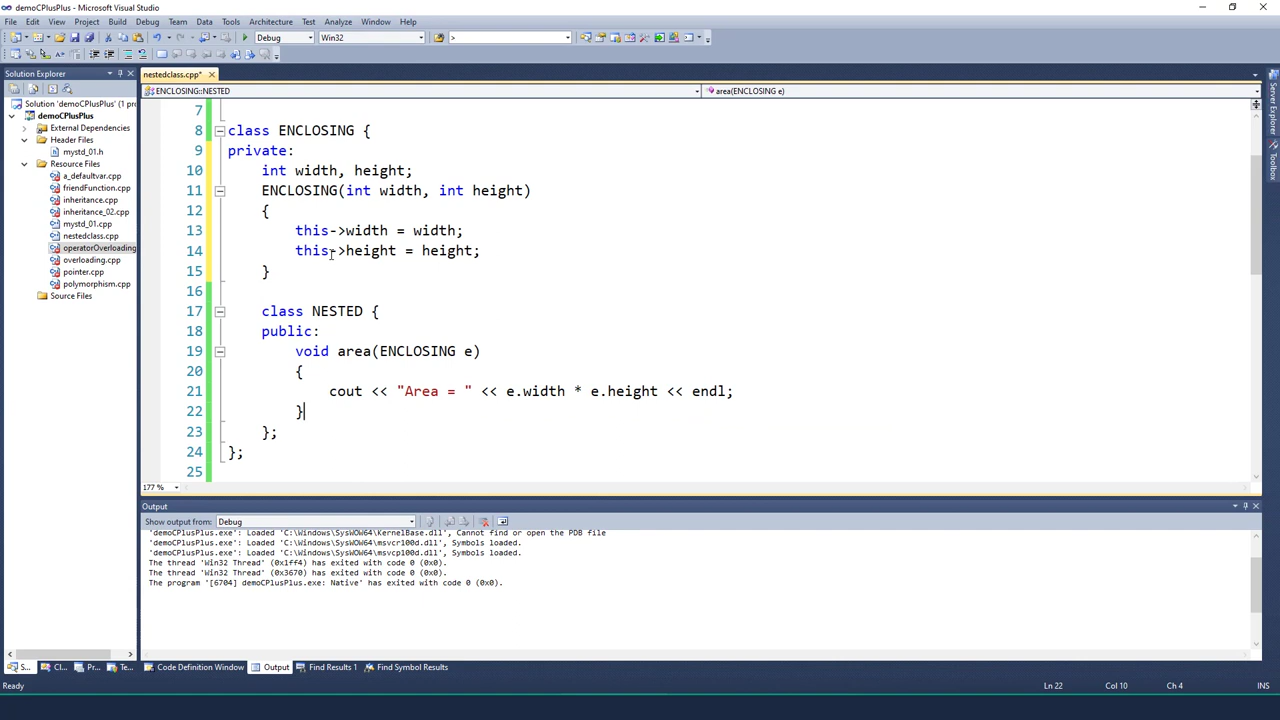 demoCPlusPlus - Microsoft Visual Studio
File Edit View Project Build Debug Team Data Tools Architecture Test Analyze Window Help
Debug Win32 >
Solution Explorer
nestedclass.cpp*
ENCLOSING::NESTED area(ENCLOSING e)
Solution 'demoCPlusPlus' (1 pro
demoCPlusPlus
External Dependencies
Header Files
mystd_01.h
Resource Files
a_defaultvar.cpp
friendFunction.cpp
inheritance.cpp
inheritance_02.cpp
mystd_01.cpp
nestedclass.cpp
operatorOverloading
overloading.cpp
pointer.cpp
polymorphism.cpp
Source Files
7
8 class ENCLOSING {
9 private:
10 int width, height;
11 ENCLOSING(int width, int height)
12 {
13 this->width = width;
14 this->height = height;
15 }
16
17 class NESTED {
18 public:
19 void area(ENCLOSING e)
20 {
21 cout << "Area = " << e.width * e.height << endl;
22 }
23 };
24 };
25
177 %
Server Explorer
Toolbox
Output
Show output from: Debug
'demoCPlusPlus.exe': Loaded 'C:\Windows\SysWOW64\KernelBase.dll', Cannot find or open the PDB file
'demoCPlusPlus.exe': Loaded 'C:\Windows\SysWOW64\msvcr100d.dll', Symbols loaded.
'demoCPlusPlus.exe': Loaded 'C:\Windows\SysWOW64\msvcp100d.dll', Symbols loaded.
The thread 'Win32 Thread' (0x1ff4) has exited with code 0 (0x0).
The thread 'Win32 Thread' (0x3670) has exited with code 0 (0x0).
The program '[6704] demoCPlusPlus.exe: Native' has exited with code 0 (0x0).
S... Cl... Pr... Te... Code Definition Window Output Find Results 1 Find Symbol Results
Ready Ln 22 Col 10 Ch 4 INS